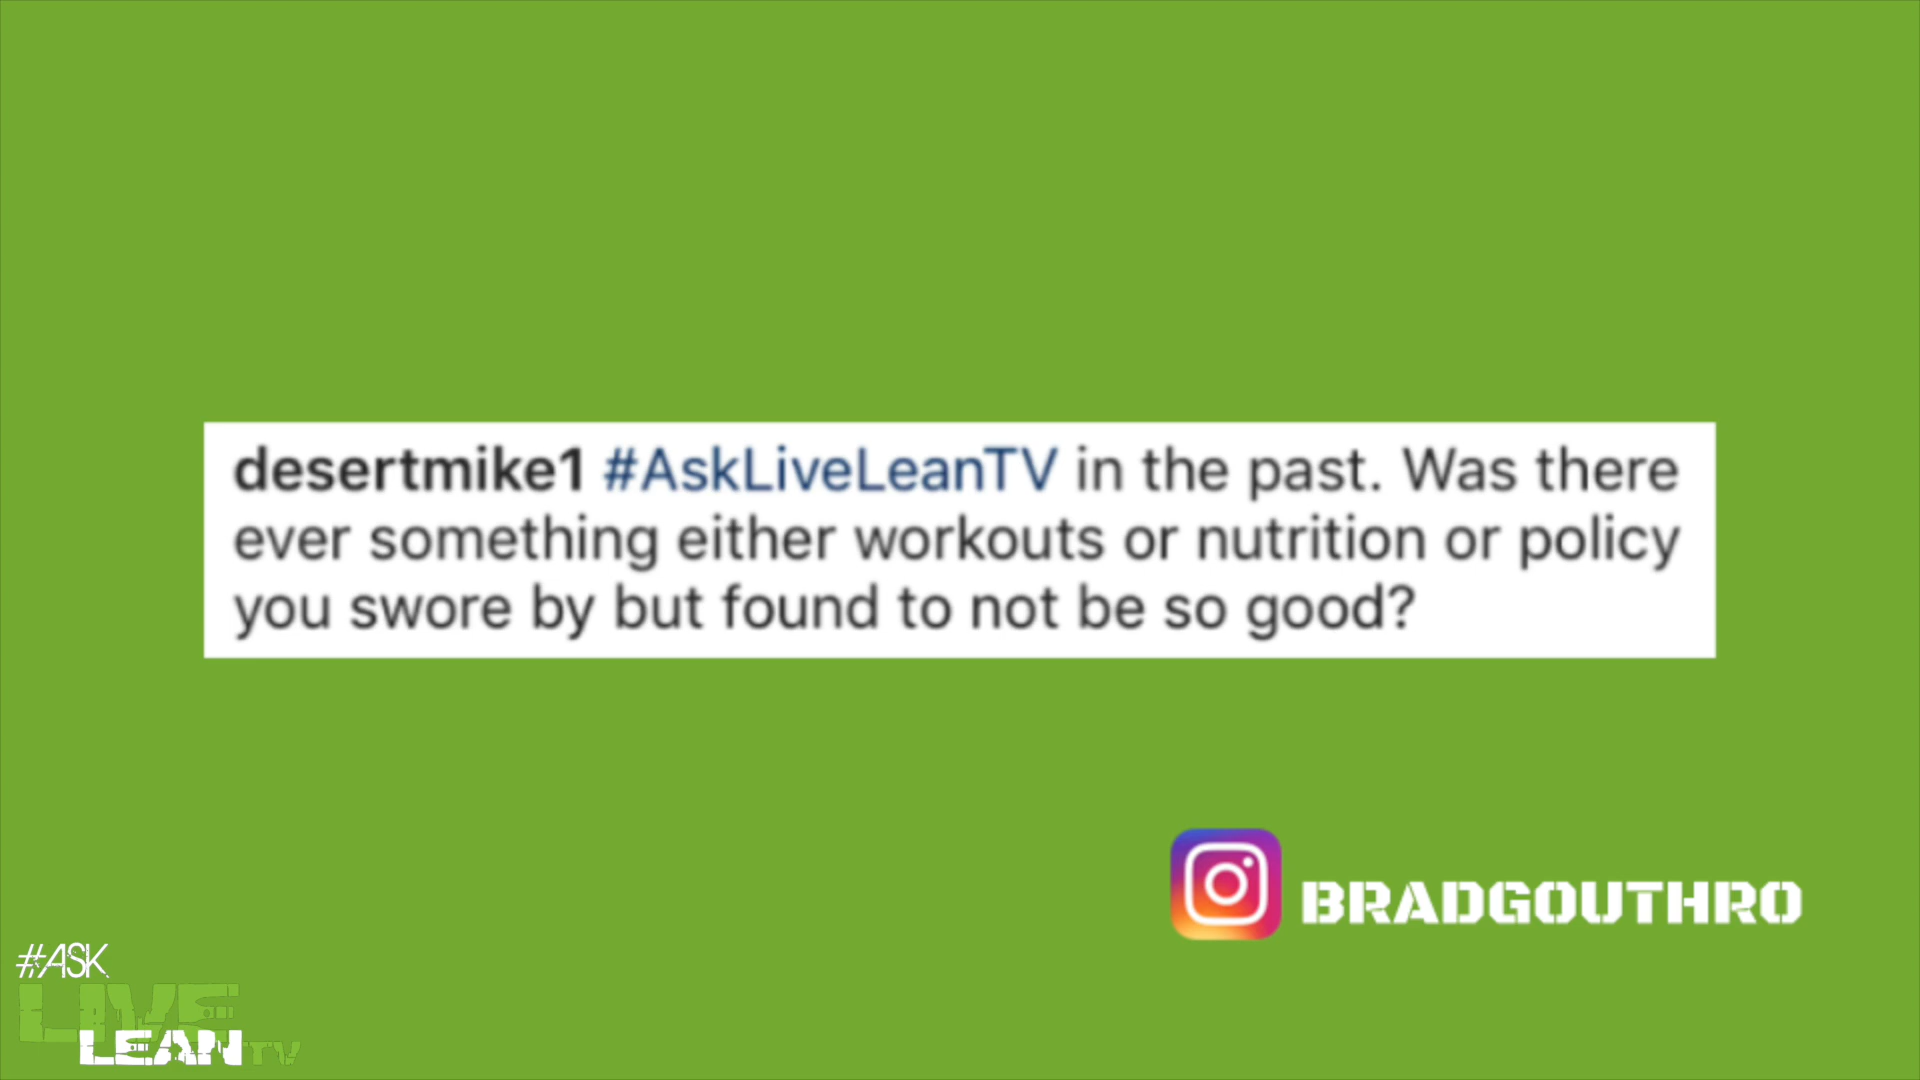 desertmike1 #AskLiveLeanTV in the past. Was there
ever something either workouts or nutrition or policy
you swore by but found to not be so good?
BRADGOUTHRO
#ASK
LIVE
LEAN TV